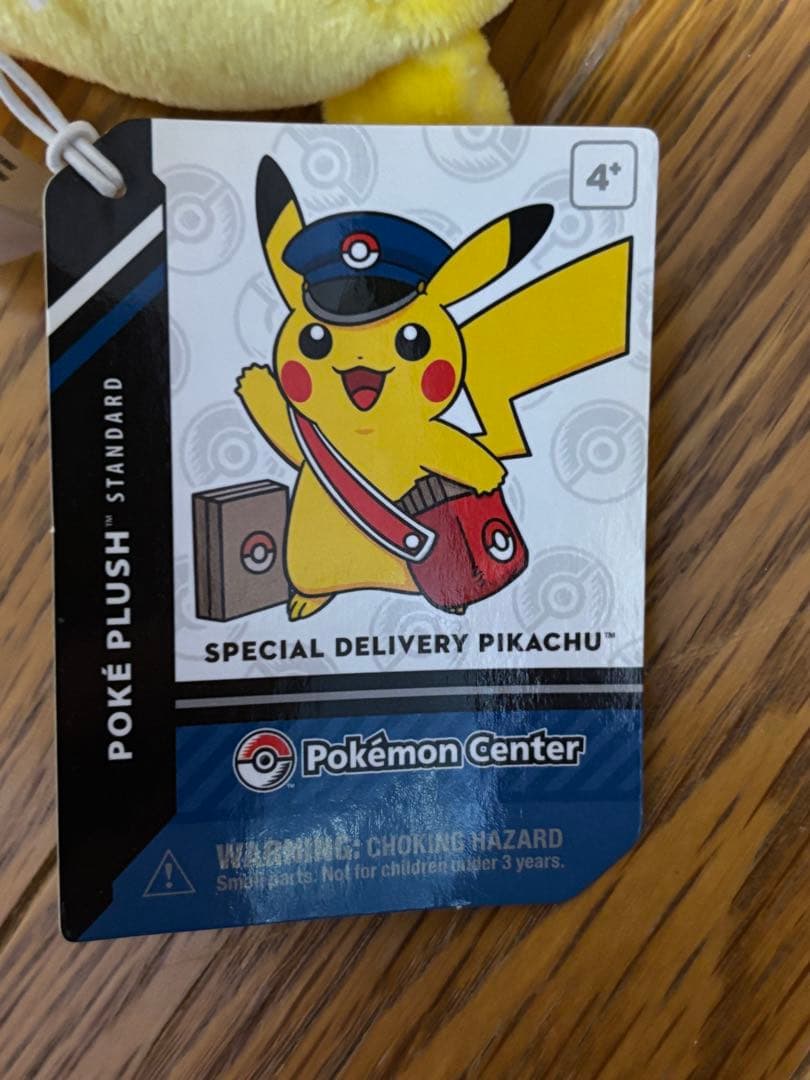 4+
POKÉ PLUSH™ STANDARD
SPECIAL DELIVERY PIKACHU™
Pokémon Center™
WARNING: CHOKING HAZARD
Small parts. Not for children under 3 years.